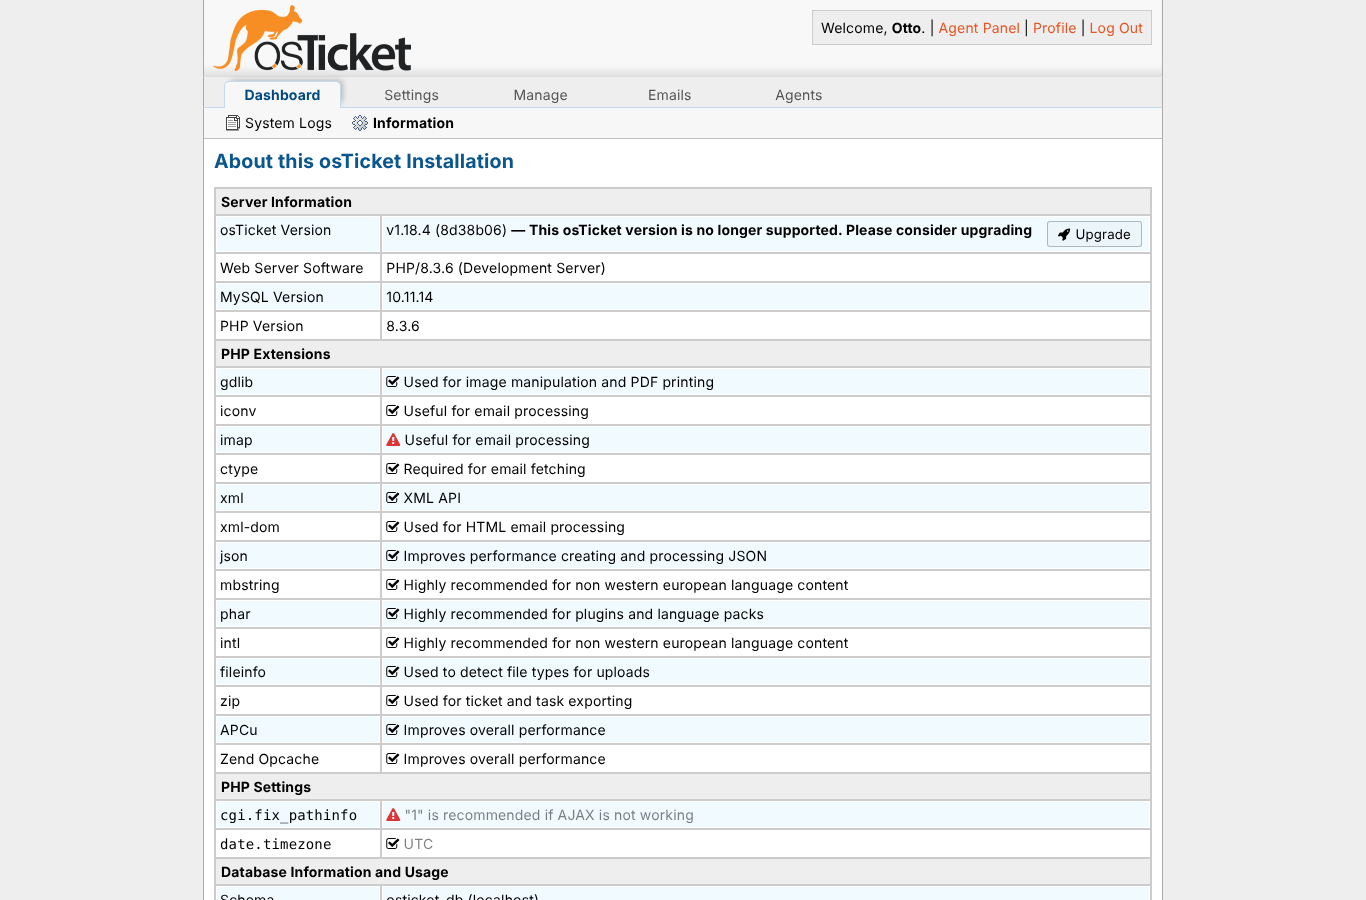 osTicket
Welcome, Otto. | Agent Panel | Profile | Log Out
Dashboard Settings Manage Emails Agents
System Logs Information
About this osTicket Installation
Server Information
osTicket Version v1.18.4 (8d38b06) — This osTicket version is no longer supported. Please consider upgrading Upgrade
Web Server Software PHP/8.3.6 (Development Server)
MySQL Version 10.11.14
PHP Version 8.3.6
PHP Extensions
gdlib Used for image manipulation and PDF printing
iconv Useful for email processing
imap Useful for email processing
ctype Required for email fetching
xml XML API
xml-dom Used for HTML email processing
json Improves performance creating and processing JSON
mbstring Highly recommended for non western european language content
phar Highly recommended for plugins and language packs
intl Highly recommended for non western european language content
fileinfo Used to detect file types for uploads
zip Used for ticket and task exporting
APCu Improves overall performance
Zend Opcache Improves overall performance
PHP Settings
cgi.fix_pathinfo "1" is recommended if AJAX is not working
date.timezone UTC
Database Information and Usage
Schema osticket_db (localhost)